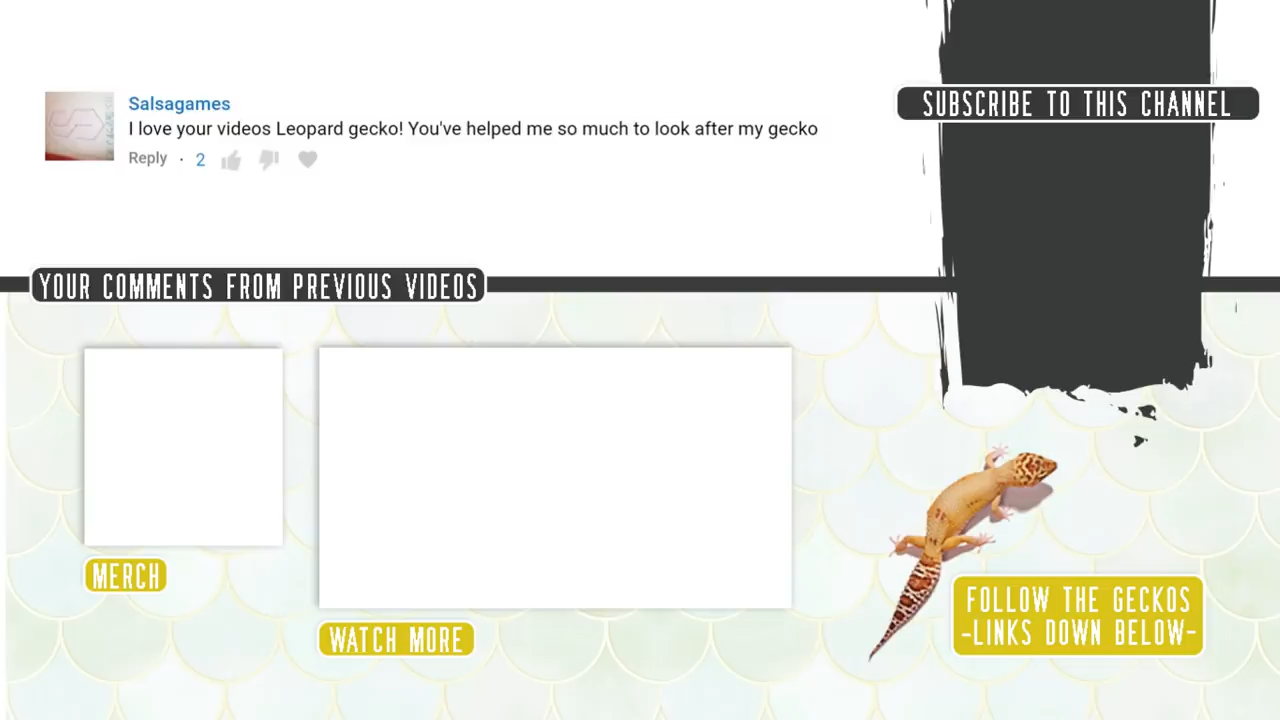 Salsagames
I love your videos Leopard gecko! You've helped me so much to look after my gecko
Reply · 2
SUBSCRIBE TO THIS CHANNEL
YOUR COMMENTS FROM PREVIOUS VIDEOS
MERCH
WATCH MORE
FOLLOW THE GECKOS
-LINKS DOWN BELOW-